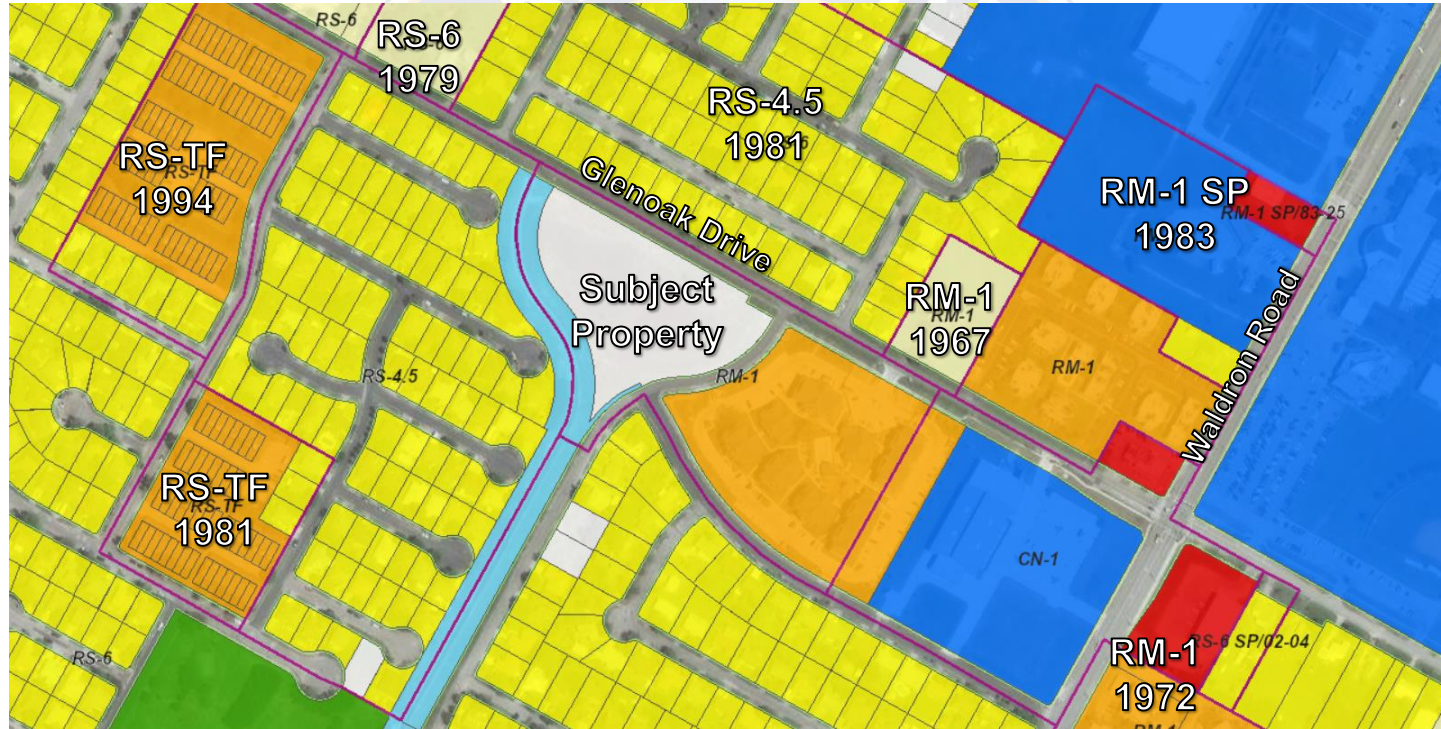 RS-6
RS-6
1979
RS-4.5
1981
RS-TF
RS-TF
1994
Glenoak Drive
RM-1 SP
RM-1 SP/83-25
1983
Subject
Property
RM-1
RM-1
1967
Waldron Road
RS-4.5
RM-1
RM-1
RS-TF
RS-TF
1981
CN-1
RS-6
RS-6 SP/02-04
RM-1
1972
RM-1